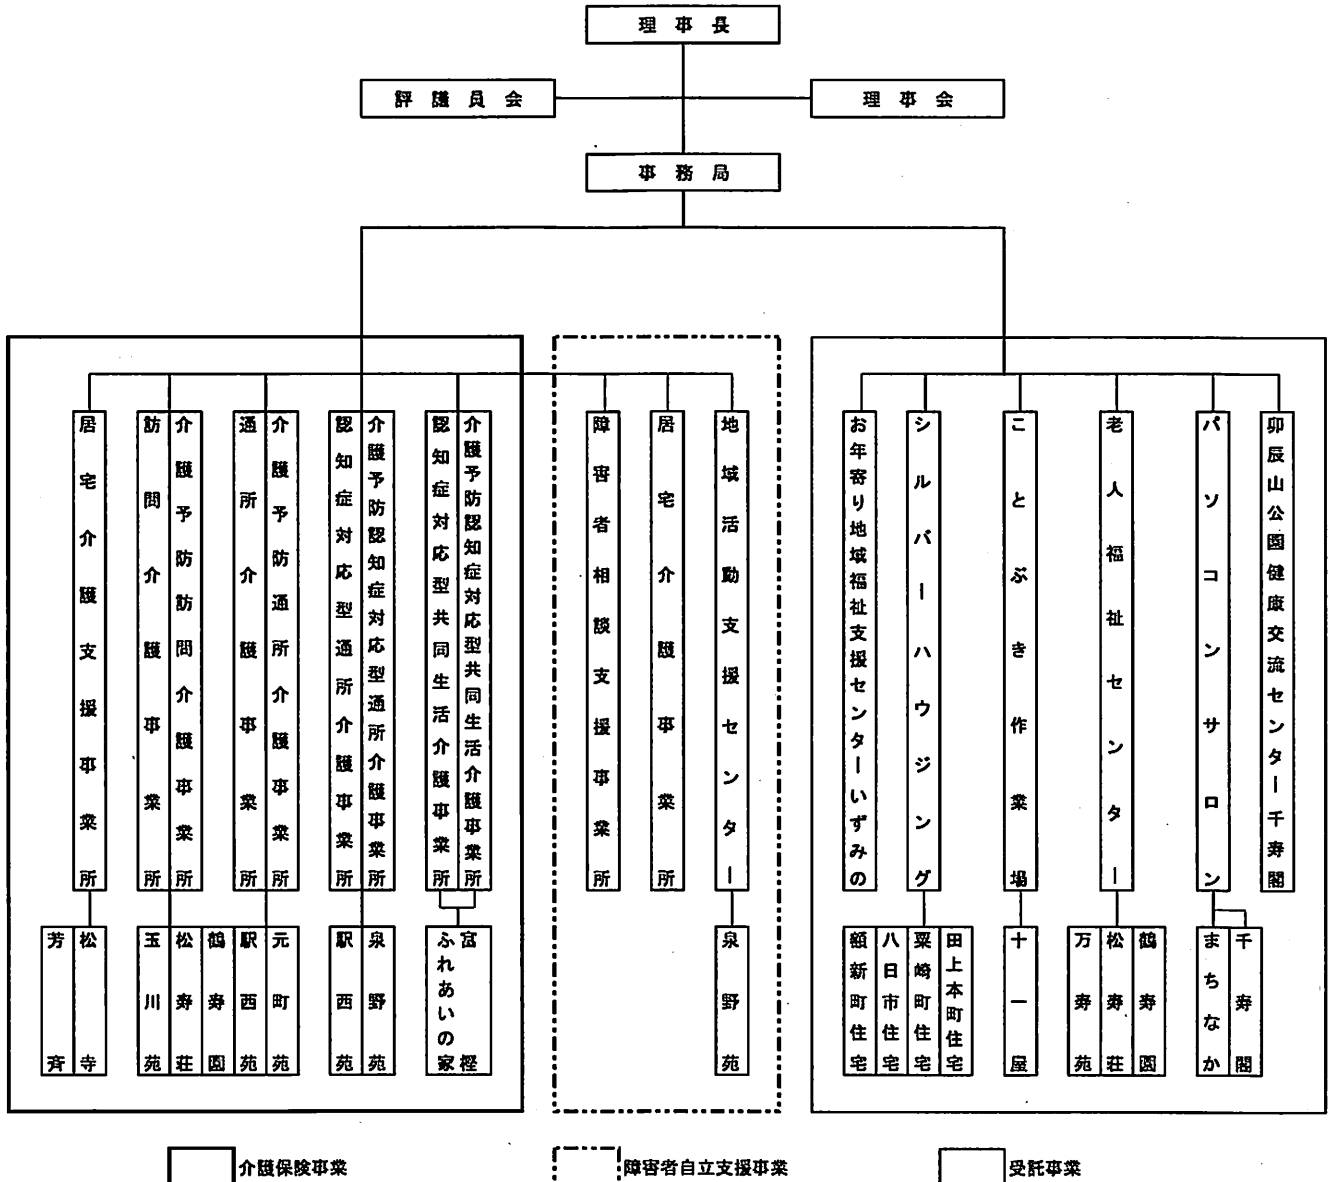 理事長
評議員会
理事会
事務局
居宅介護支援事業所
訪問介護事業所
介護予防訪問介護事業所
通所介護事業所
介護予防通所介護事業所
認知症対応型通所介護事業所
介護予防認知症対応型通所介護事業所
認知症対応型共同生活介護事業所
介護予防認知症対応型共同生活介護事業所
障害者相談支援事業所
居宅介護事業所
地域活動支援センター
お年寄り地域福祉支援センターいずみの
シルバーハウジング
ことぶき作業場
老人福祉センター
パソコンサロン
卯辰山公園健康交流センター千寿閣
芳斉
松寺
玉川苑
松寿荘
鶴寿園
駅西苑
元町苑
駅西苑
泉野苑
ふれあいの家
富樫
泉野苑
額新町住宅
八日市住宅
粟崎町住宅
田上本町住宅
十一屋
万寿苑
松寿荘
鶴寿園
まちなか
千寿閣
介護保険事業
障害者自立支援事業
受託事業